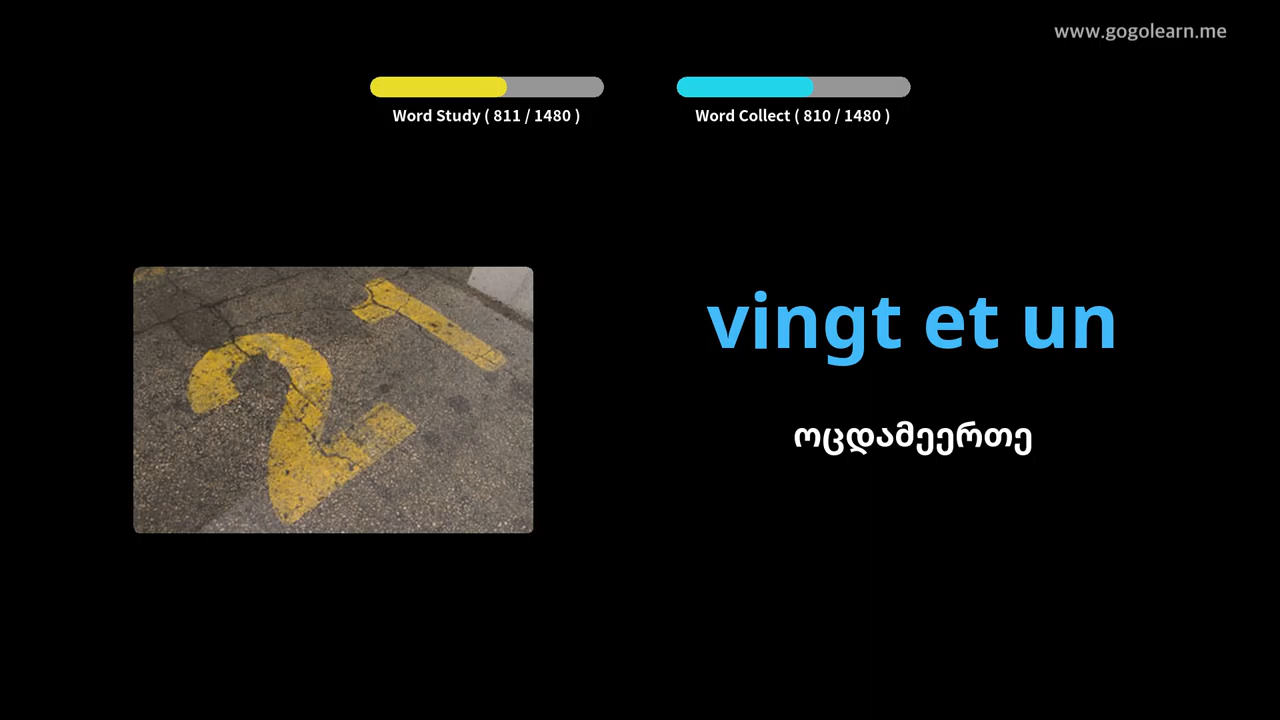 www.gogolearn.me
Word Study ( 811 / 1480 )
Word Collect ( 810 / 1480 )
21
vingt et un
ოცდამეერთე